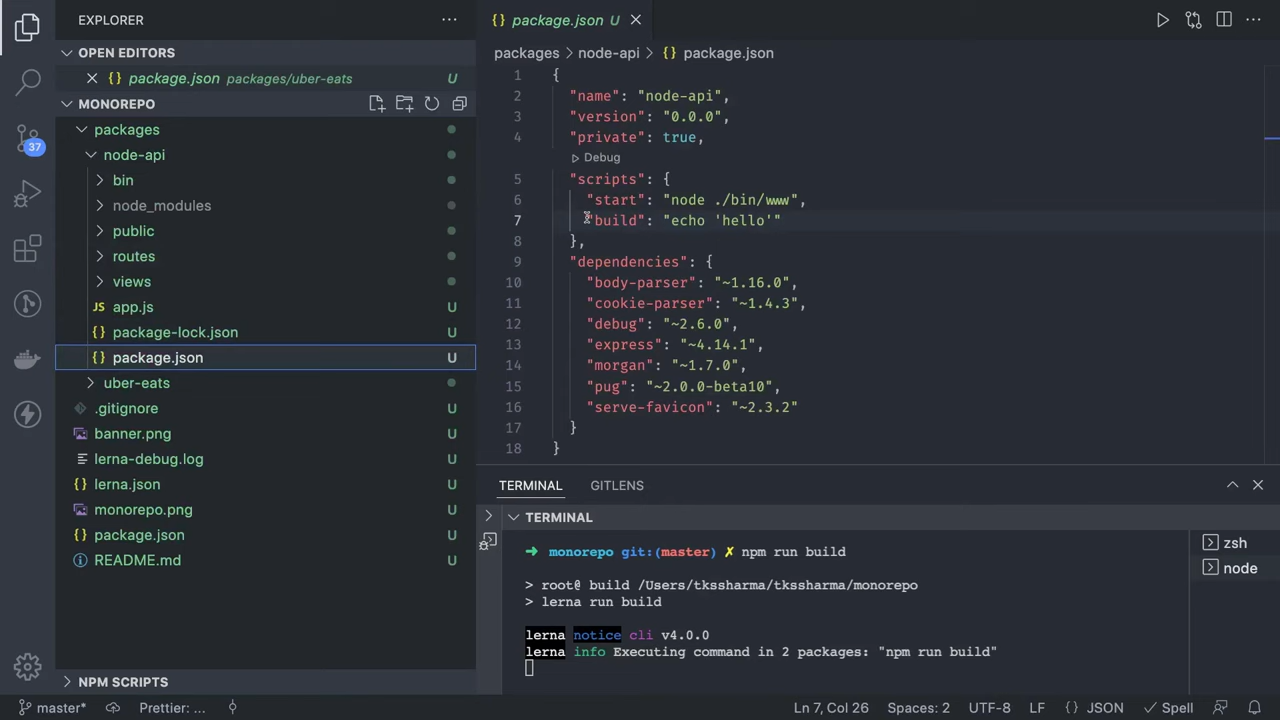 EXPLORER
OPEN EDITORS
package.json packages/uber-eats U
MONOREPO
packages
node-api
bin
node_modules
public
routes
views
JS app.js U
{} package-lock.json U
{} package.json U
uber-eats
.gitignore U
banner.png U
lerna-debug.log U
lerna.json U
monorepo.png U
{} package.json U
README.md U
NPM SCRIPTS
37
{} package.json U
packages > node-api > {} package.json
1 {
2 "name": "node-api",
3 "version": "0.0.0",
4 "private": true,
Debug
5 "scripts": {
6 "start": "node ./bin/www",
7 "build": "echo 'hello'"
8 },
9 "dependencies": {
10 "body-parser": "~1.16.0",
11 "cookie-parser": "~1.4.3",
12 "debug": "~2.6.0",
13 "express": "~4.14.1",
14 "morgan": "~1.7.0",
15 "pug": "~2.0.0-beta10",
16 "serve-favicon": "~2.3.2"
17 }
18 }
TERMINAL GITLENS
TERMINAL
➜ monorepo git:(master) ✗ npm run build
> root@ build /Users/tkssharma/tkssharma/monorepo
> lerna run build
lerna notice cli v4.0.0
lerna info Executing command in 2 packages: "npm run build"
zsh
node
master* Prettier: ... Ln 7, Col 26 Spaces: 2 UTF-8 LF {} JSON Spell